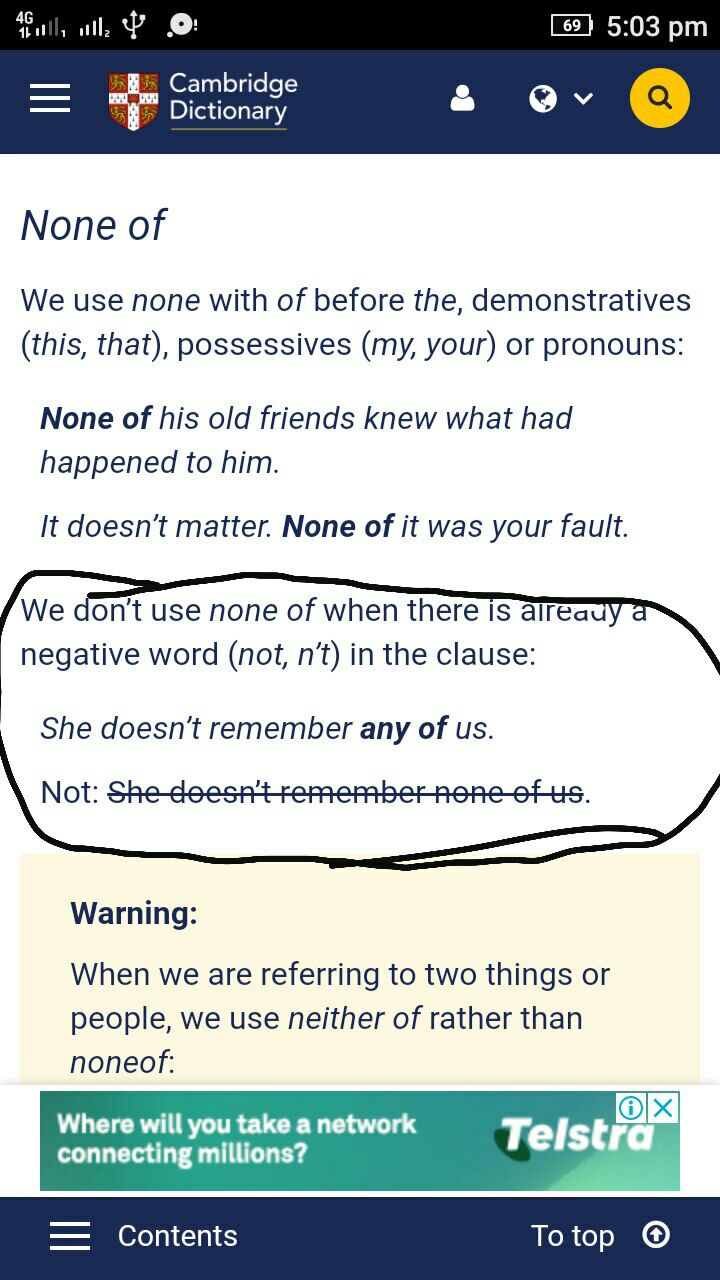 4G 1 2 ! 69 5:03 pm
Cambridge
Dictionary
None of
We use none with of before the, demonstratives
(this, that), possessives (my, your) or pronouns:
None of his old friends knew what had
happened to him.
It doesn’t matter. None of it was your fault.
We don’t use none of when there is already a
negative word (not, n’t) in the clause:
She doesn’t remember any of us.
Not: She doesn’t remember none of us.
Warning:
When we are referring to two things or
people, we use neither of rather than
noneof:
Where will you take a network
connecting millions?
Telstra
Contents To top